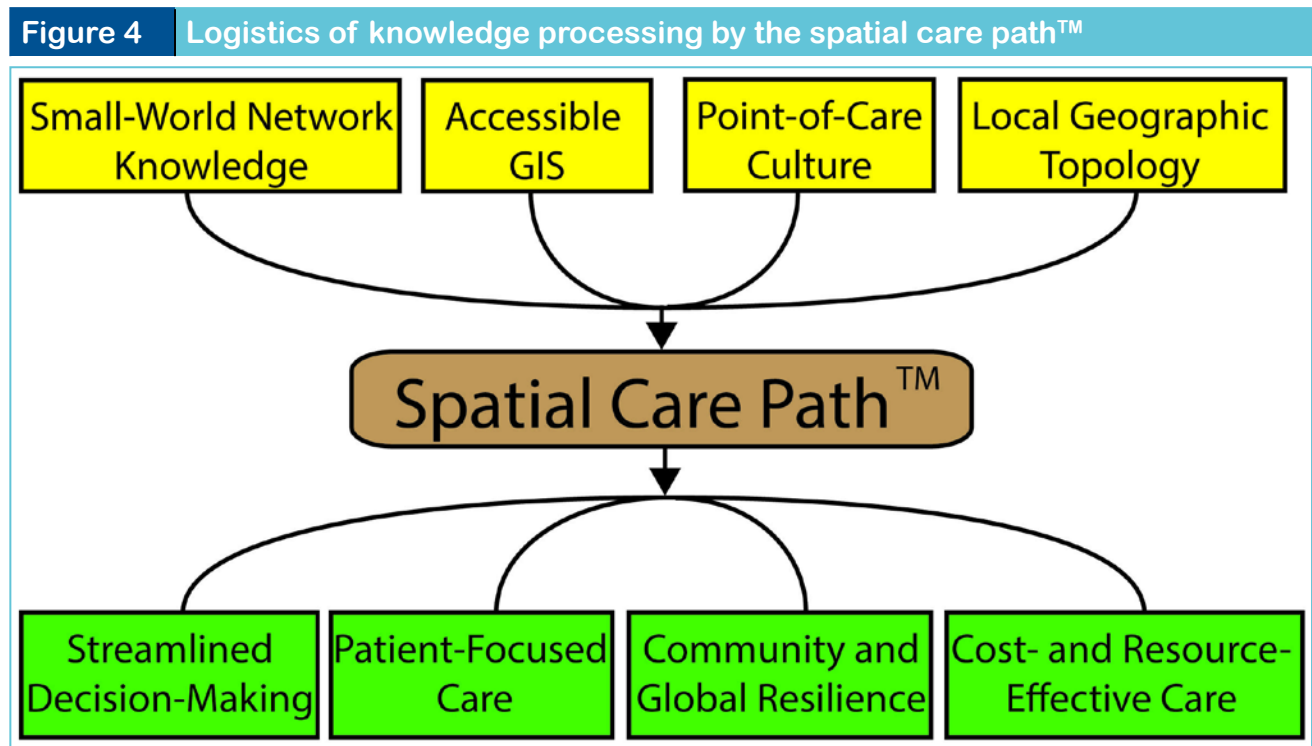 Figure 4 Logistics of knowledge processing by the spatial care path™
Small-World Network
Knowledge
Accessible
GIS
Point-of-Care
Culture
Local Geographic
Topology
Spatial Care Path™
Streamlined
Decision-Making
Patient-Focused
Care
Community and
Global Resilience
Cost- and Resource-
Effective Care